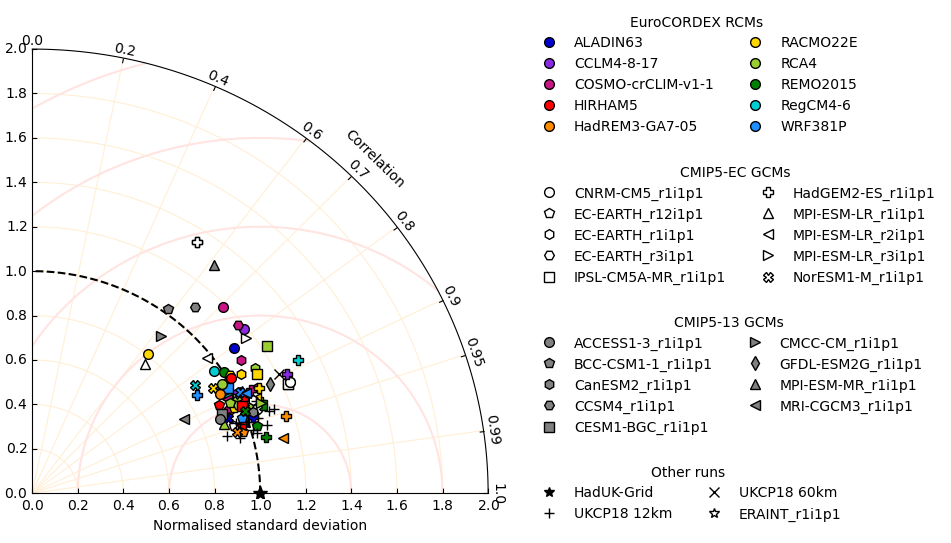 EuroCORDEX RCMs
ALADIN63
RACMO22E
CCLM4-8-17
RCA4
COSMO-crCLIM-v1-1
REMO2015
HIRHAM5
RegCM4-6
HadREM3-GA7-05
WRF381P
CMIP5-EC GCMs
CNRM-CM5_r1i1p1
HadGEM2-ES_r1i1p1
EC-EARTH_r12i1p1
MPI-ESM-LR_r1i1p1
EC-EARTH_r1i1p1
MPI-ESM-LR_r2i1p1
EC-EARTH_r3i1p1
MPI-ESM-LR_r3i1p1
IPSL-CM5A-MR_r1i1p1
NorESM1-M_r1i1p1
CMIP5-13 GCMs
ACCESS1-3_r1i1p1
CMCC-CM_r1i1p1
BCC-CSM1-1_r1i1p1
GFDL-ESM2G_r1i1p1
CanESM2_r1i1p1
MPI-ESM-MR_r1i1p1
CCSM4_r1i1p1
MRI-CGCM3_r1i1p1
CESM1-BGC_r1i1p1
Other runs
HadUK-Grid
UKCP18 60km
UKCP18 12km
ERAINT_r1i1p1
0.0
0.2
0.4
0.6
0.7
0.8
0.9
0.95
0.99
1.0
Correlation
2.0
1.8
1.6
1.4
1.2
1.0
0.8
0.6
0.4
0.2
0.0
0.0 0.2 0.4 0.6 0.8 1.0 1.2 1.4 1.6 1.8 2.0
Normalised standard deviation